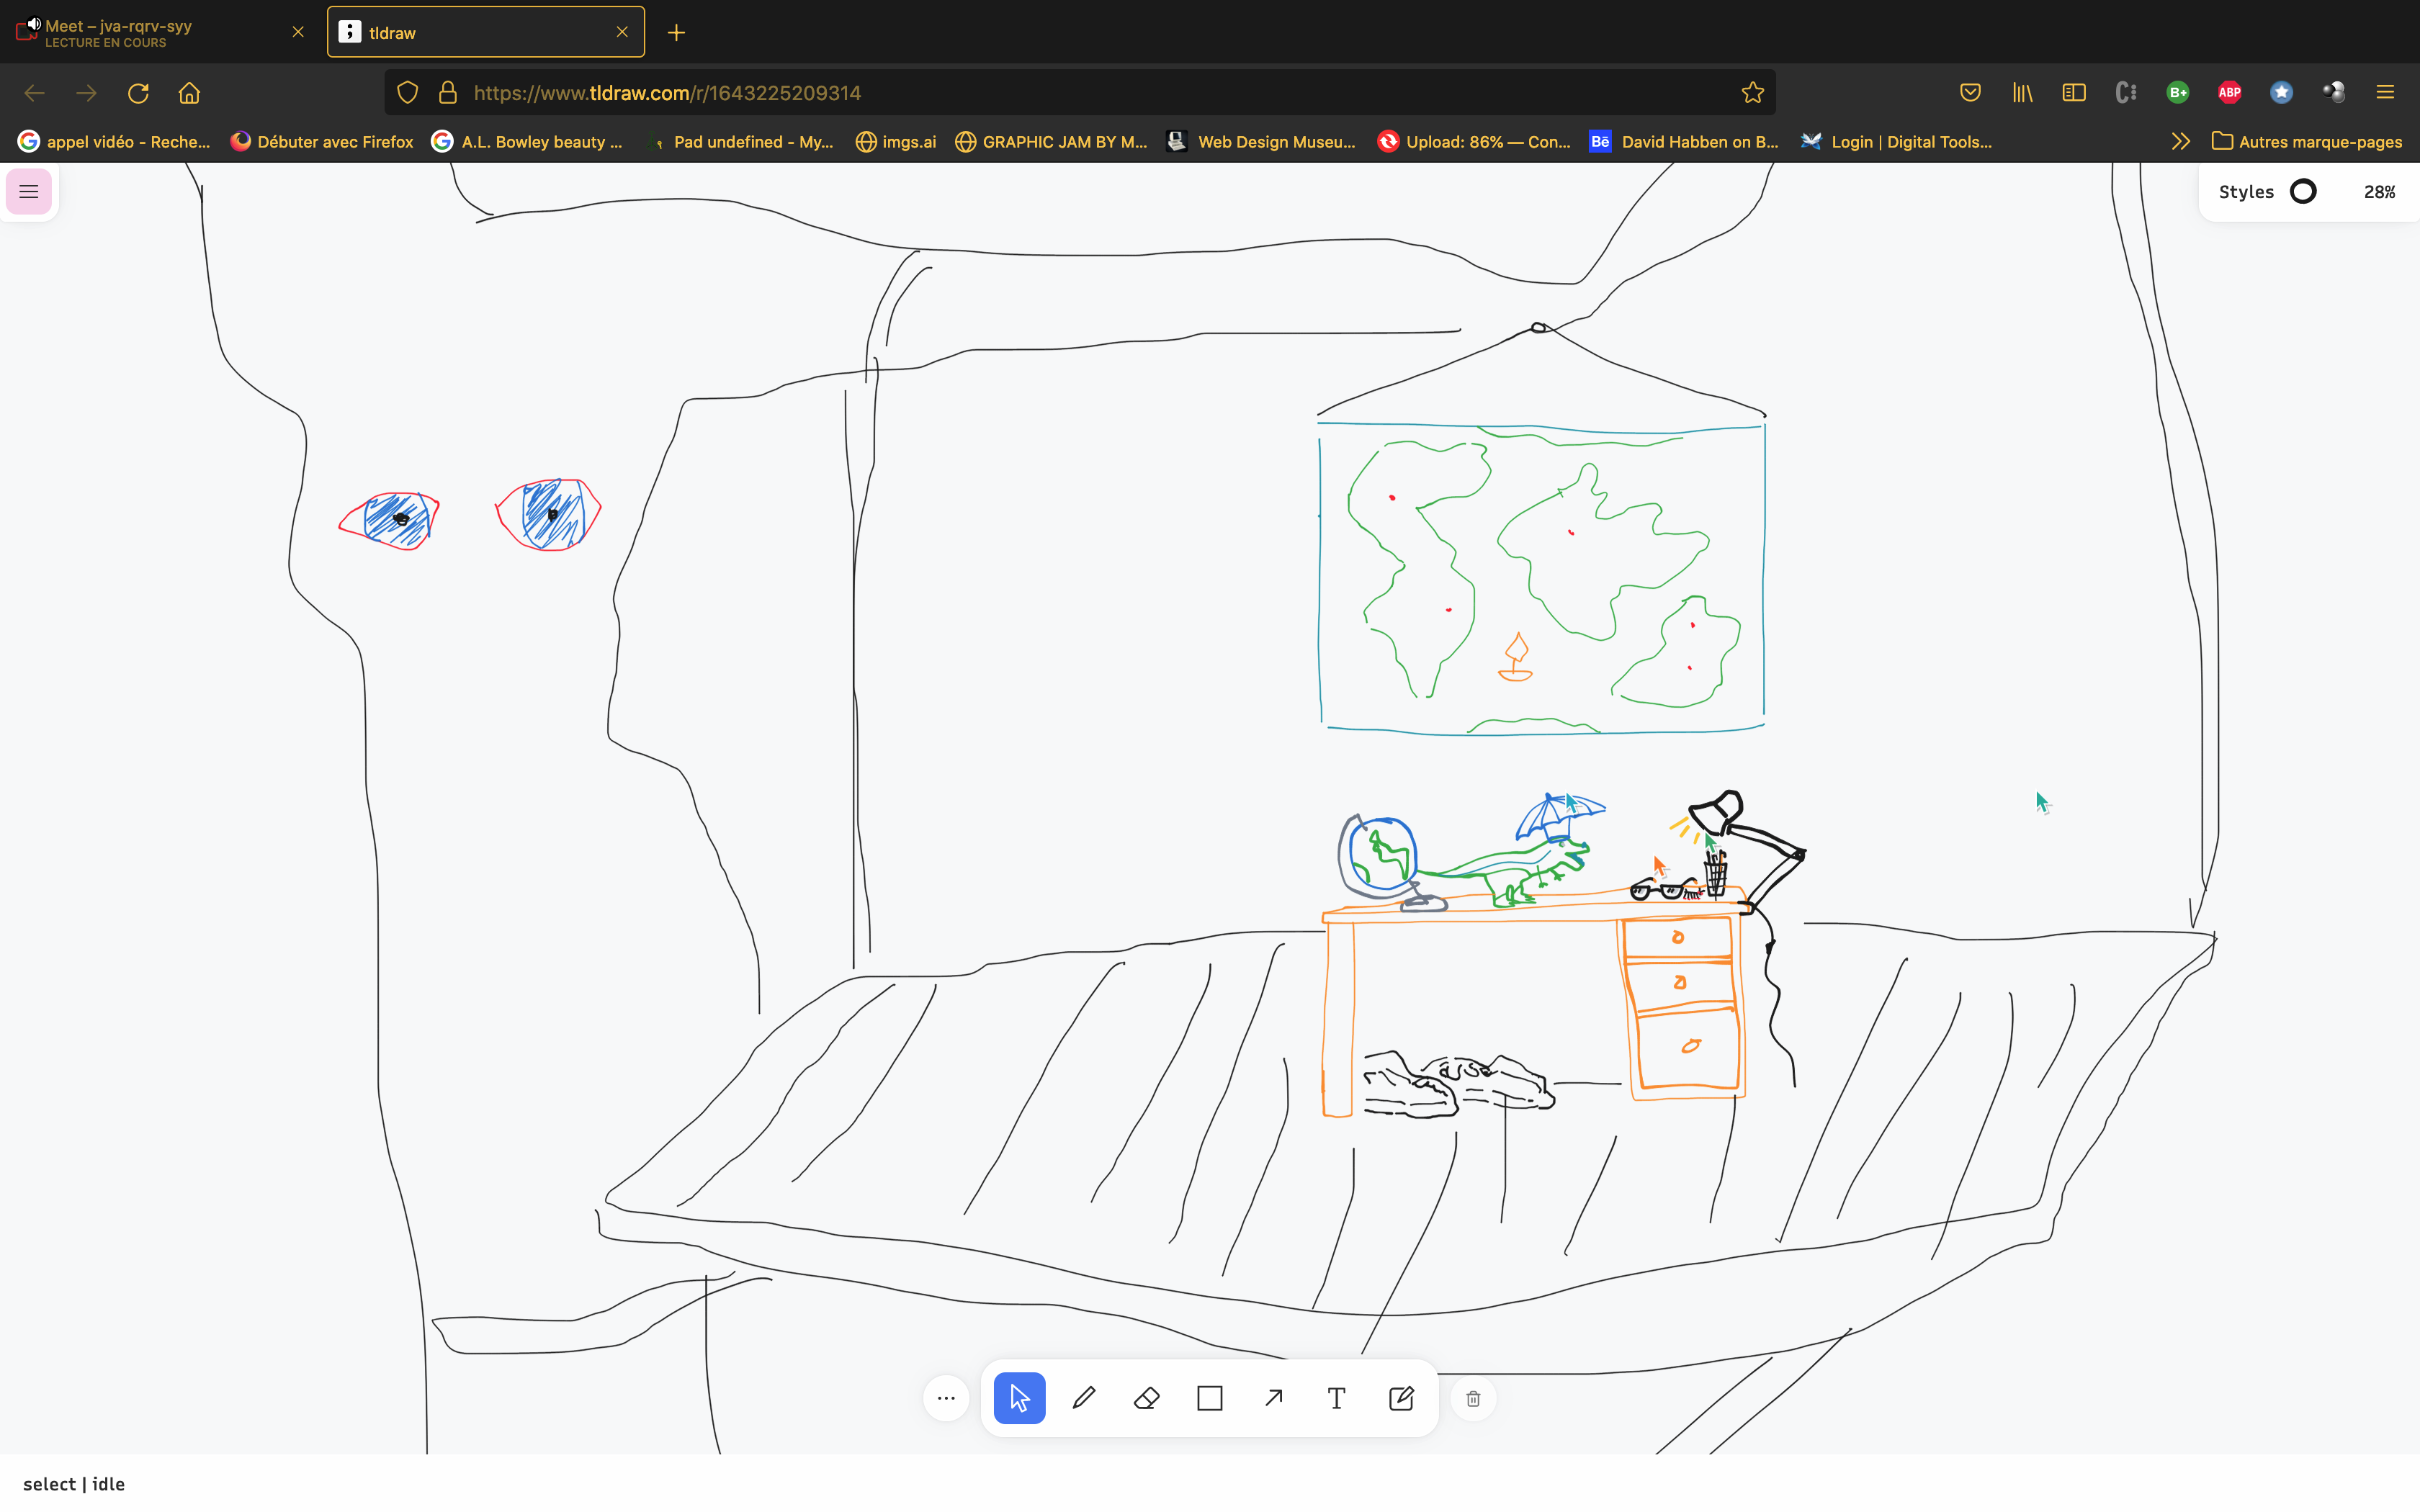 Meet – jva-rqrv-syy
LECTURE EN COURS
tldraw
https://www.tldraw.com/r/1643225209314
C:
B+
ABP
appel vidéo - Reche...
Débuter avec Firefox
A.L. Bowley beauty ...
Pad undefined - My...
imgs.ai
GRAPHIC JAM BY M...
Web Design Museu...
Upload: 86% — Con...
Bē
David Habben on B...
Login | Digital Tools...
Autres marque-pages
Styles
28%
T
select | idle